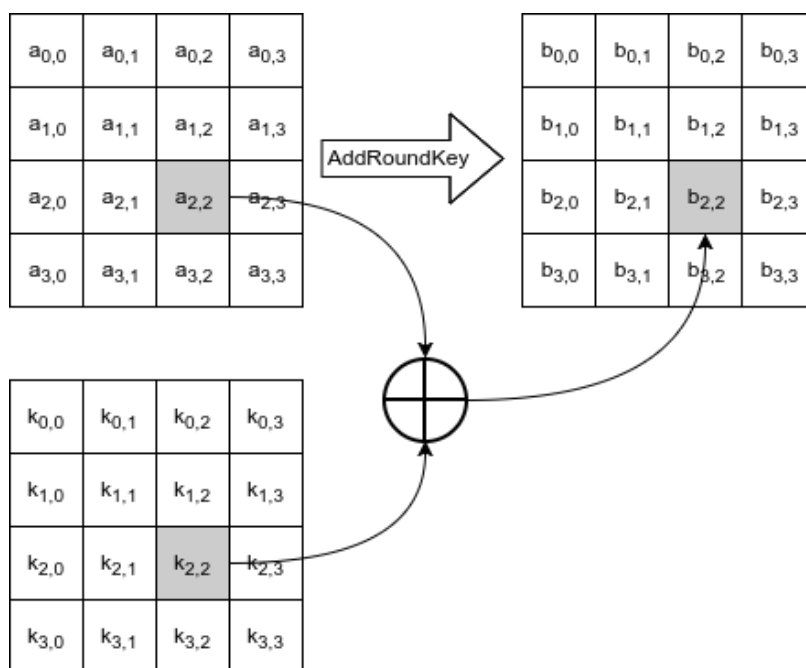 a0,0 a0,1 a0,2 a0,3
a1,0 a1,1 a1,2 a1,3
a2,0 a2,1 a2,2 a2,3
a3,0 a3,1 a3,2 a3,3
AddRoundKey
b0,0 b0,1 b0,2 b0,3
b1,0 b1,1 b1,2 b1,3
b2,0 b2,1 b2,2 b2,3
b3,0 b3,1 b3,2 b3,3
k0,0 k0,1 k0,2 k0,3
k1,0 k1,1 k1,2 k1,3
k2,0 k2,1 k2,2 k2,3
k3,0 k3,1 k3,2 k3,3